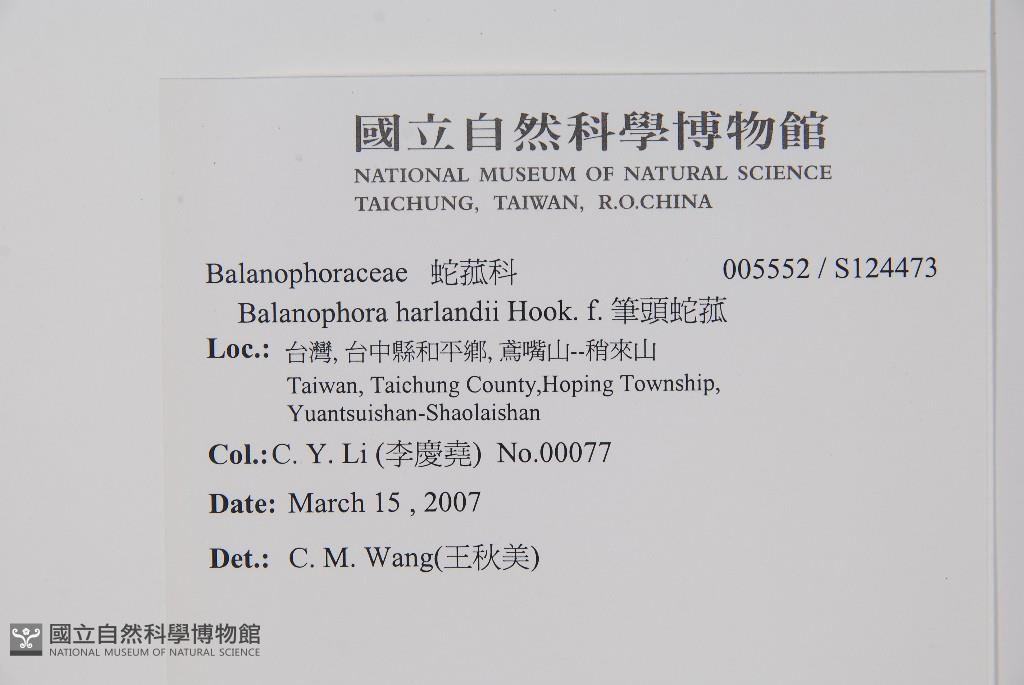 國立自然科學博物館
NATIONAL MUSEUM OF NATURAL SCIENCE
TAICHUNG, TAIWAN, R.O.CHINA
Balanophoraceae 蛇菰科 005552 / S124473
Balanophora harlandii Hook. f. 筆頭蛇菰
Loc.: 台灣, 台中縣和平鄉, 鳶嘴山--稍來山
Taiwan, Taichung County,Hoping Township,
Yuantsuishan-Shaolaishan
Col.: C. Y. Li (李慶堯) No.00077
Date: March 15 , 2007
Det.: C. M. Wang(王秋美)
國立自然科學博物館
NATIONAL MUSEUM OF NATURAL SCIENCE